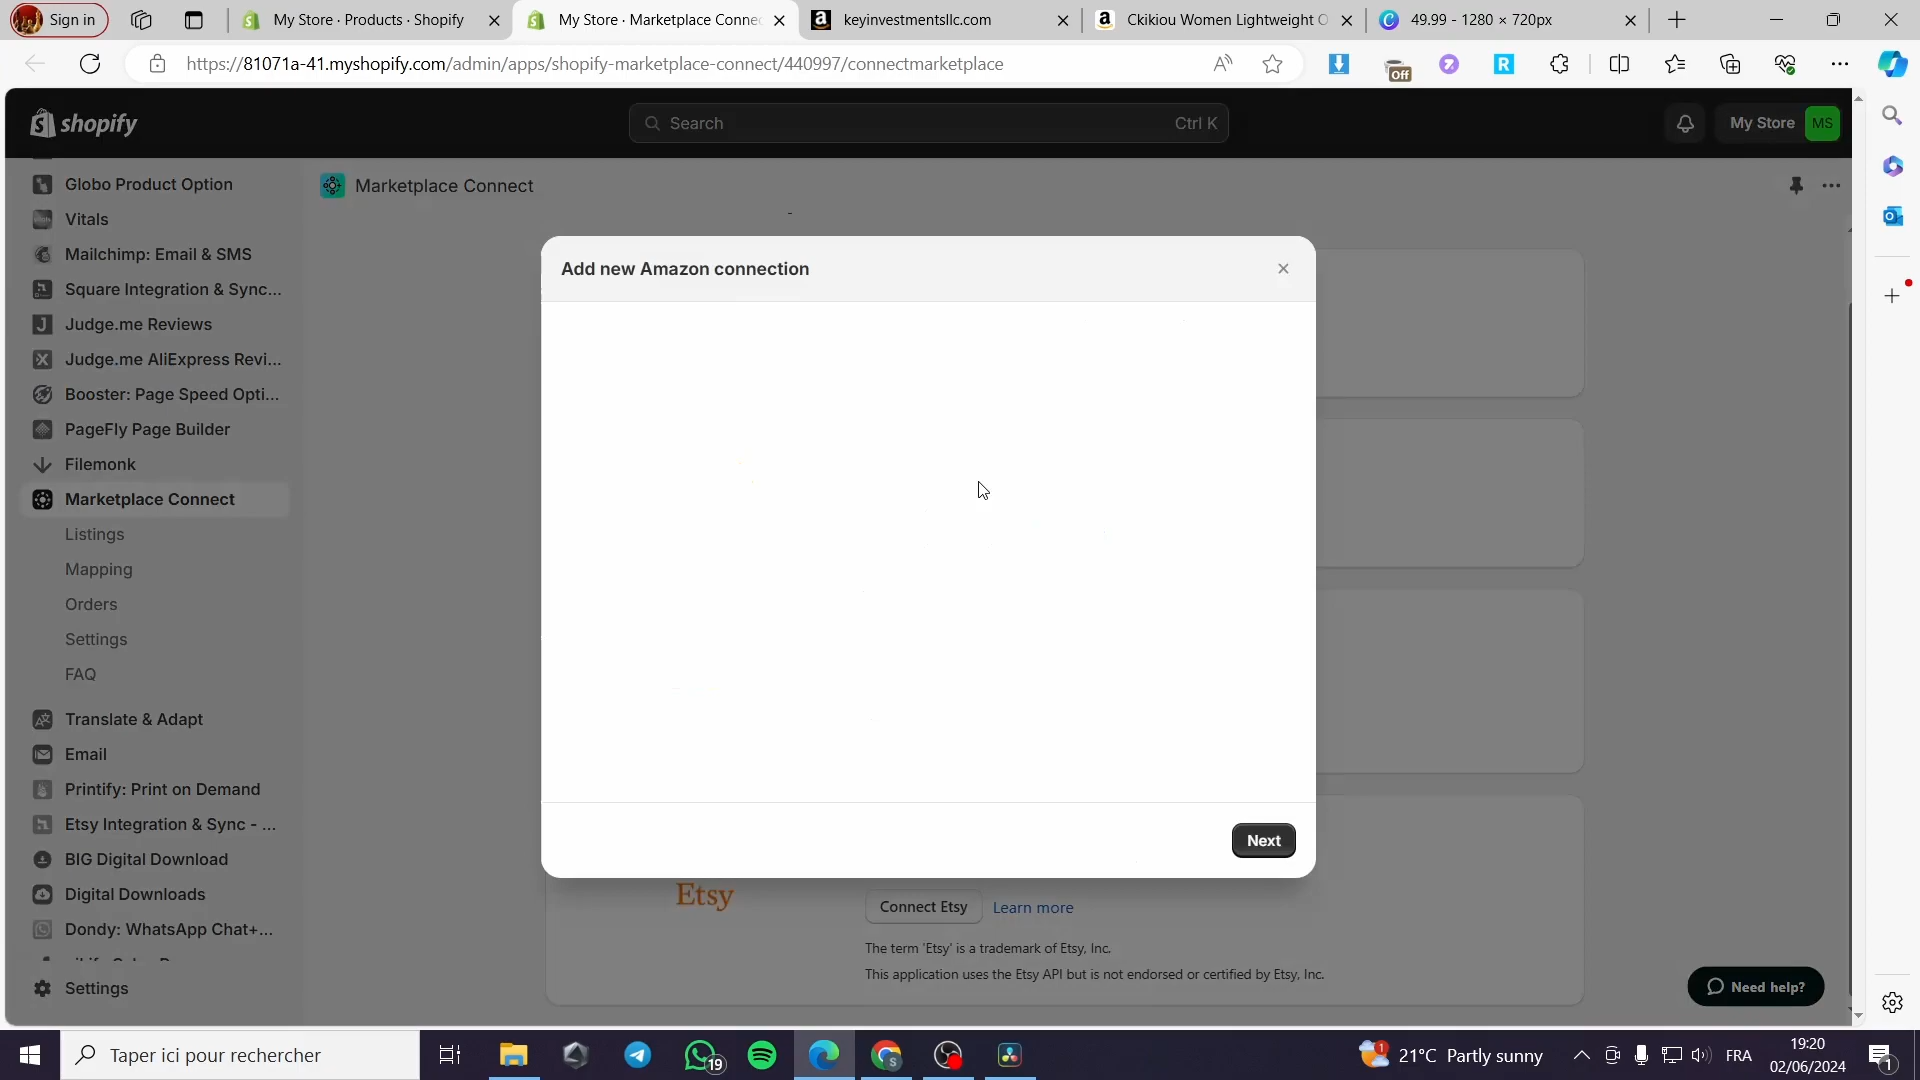 Sign in
My Store · Products · Shopify
My Store · Marketplace Conne
keyinvestmentsllc.com
Ckikiou Women Lightweight O
49.99 - 1280 × 720px
https://81071a-41.myshopify.com/admin/apps/shopify-marketplace-connect/440997/connectmarketplace
Off
shopify
Search
Ctrl K
My Store
MS
Globo Product Option
Vitals
Mailchimp: Email & SMS
Square Integration & Sync...
Judge.me Reviews
Judge.me AliExpress Revi...
Booster: Page Speed Opti...
PageFly Page Builder
Filemonk
Marketplace Connect
Listings
Mapping
Orders
Settings
FAQ
Translate & Adapt
Email
Printify: Print on Demand
Etsy Integration & Sync - ...
BIG Digital Download
Digital Downloads
Dondy: WhatsApp Chat+...
Settings
Marketplace Connect
Add new Amazon connection
Next
Etsy
Connect Etsy
Learn more
The term 'Etsy' is a trademark of Etsy, Inc.
This application uses the Etsy API but is not endorsed or certified by Etsy, Inc.
Need help?
Taper ici pour rechercher
19
1
21°C Partly sunny
FRA
19:20
02/06/2024
1